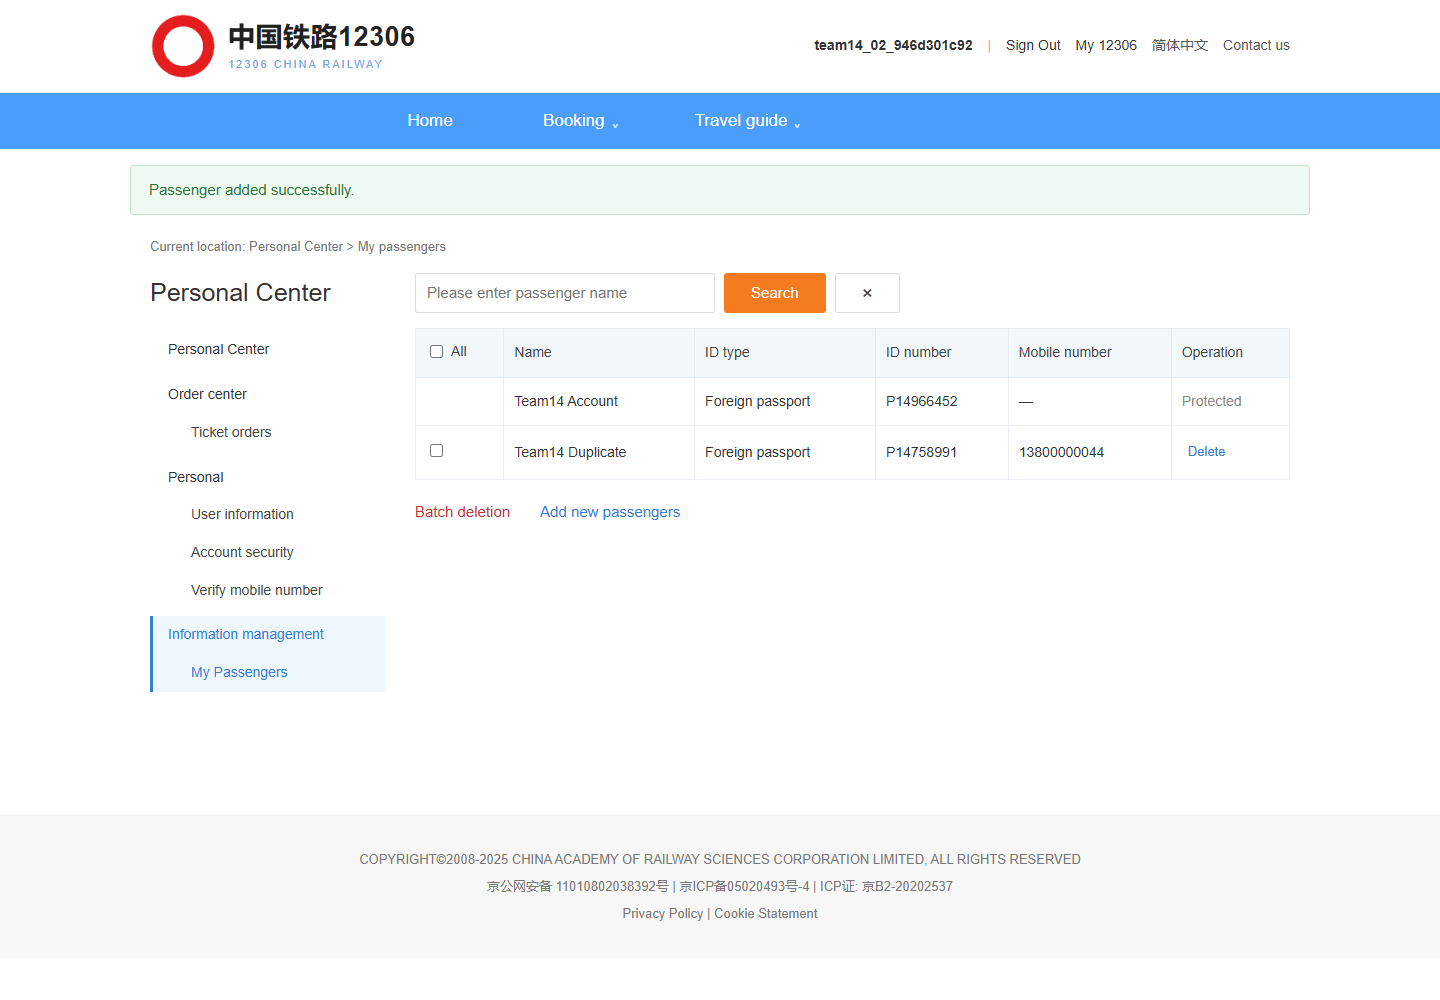 中国铁路12306
12306 CHINA RAILWAY
team14_02_946d301c92 | Sign Out My 12306 简体中文 Contact us
Home Booking Travel guide
Passenger added successfully.
Current location: Personal Center > My passengers
Personal Center
Please enter passenger name Search ×
Personal Center
Order center
Ticket orders
Personal
User information
Account security
Verify mobile number
Information management
My Passengers
All Name ID type ID number Mobile number Operation
Team14 Account Foreign passport P14966452 — Protected
Team14 Duplicate Foreign passport P14758991 13800000044 Delete
Batch deletion Add new passengers
COPYRIGHT©2008-2025 CHINA ACADEMY OF RAILWAY SCIENCES CORPORATION LIMITED, ALL RIGHTS RESERVED
京公网安备 11010802038392号 | 京ICP备05020493号-4 | ICP证: 京B2-20202537
Privacy Policy | Cookie Statement